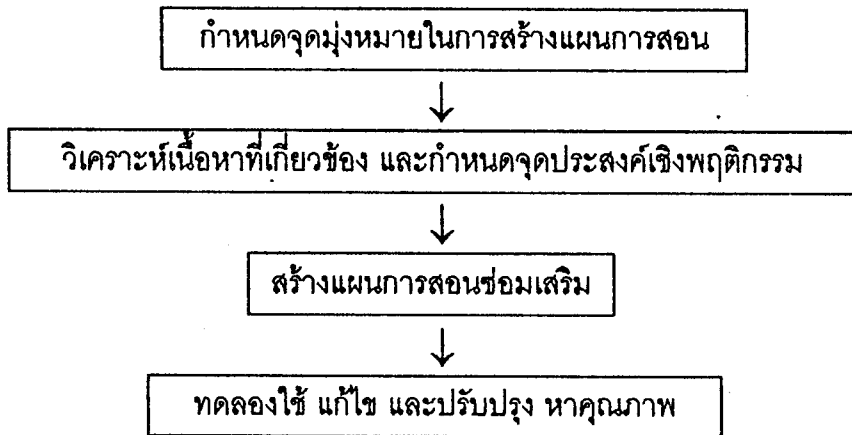 กำหนดจุดมุ่งหมายในการสร้างแผนการสอน
วิเคราะห์เนื้อหาที่เกี่ยวข้อง และกำหนดจุดประสงค์เชิงพฤติกรรม
สร้างแผนการสอนซ่อมเสริม
ทดลองใช้ แก้ไข และปรับปรุง หาคุณภาพ